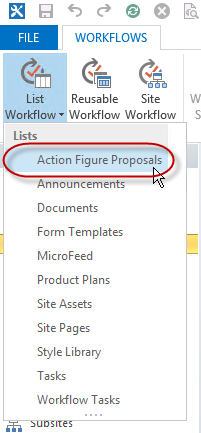 FILE WORKFLOWS
List Workflow Reusable Workflow Site Workflow W S
Lists
Action Figure Proposals
Announcements
Documents
Form Templates
MicroFeed
Product Plans
Site Assets
Site Pages
Style Library
Tasks
Workflow Tasks
Subsites